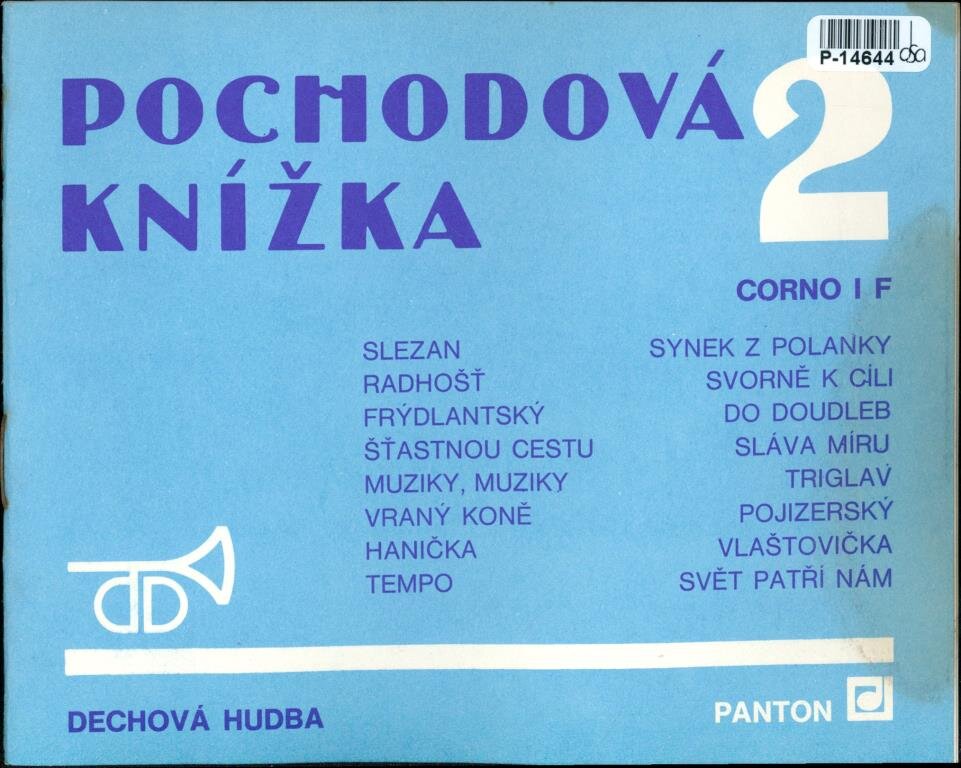 P-14644
osa
POCHODOVÁ 2
KNÍŽKA
CORNO I F
SLEZAN
RADHOŠŤ
FRÝDLANTSKÝ
ŠŤASTNOU CESTU
MUZIKY, MUZIKY
VRANÝ KONĚ
HANIČKA
TEMPO
SYNEK Z POLANKY
SVORNĚ K CÍLI
DO DOUDLEB
SLÁVA MÍRU
TRIGLAV
POJIZERSKÝ
VLAŠTOVIČKA
SVĚT PATŘÍ NÁM
DECHOVÁ HUDBA
PANTON